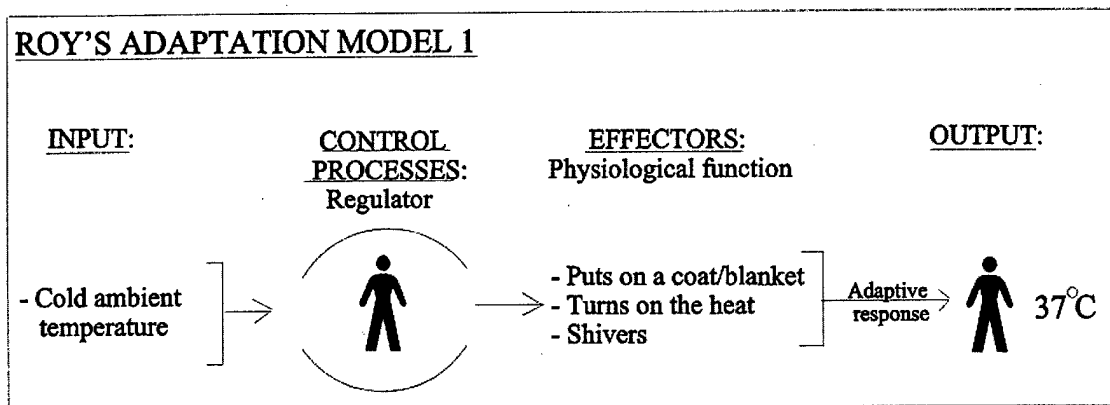 ROY'S ADAPTATION MODEL 1
INPUT:
CONTROL
PROCESSES:
Regulator
EFFECTORS:
Physiological function
OUTPUT:
- Cold ambient
temperature
- Puts on a coat/blanket
- Turns on the heat
- Shivers
Adaptive
response
37°C